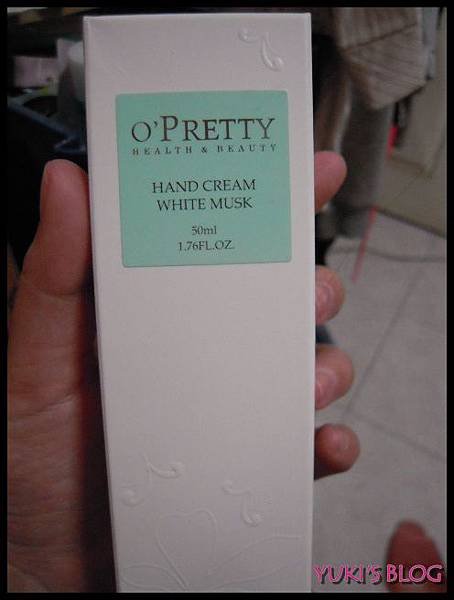 O'PRETTY
HEALTH & BEAUTY
HAND CREAM
WHITE MUSK
50ml
1.76FL.OZ.
YUKI'S BLOG